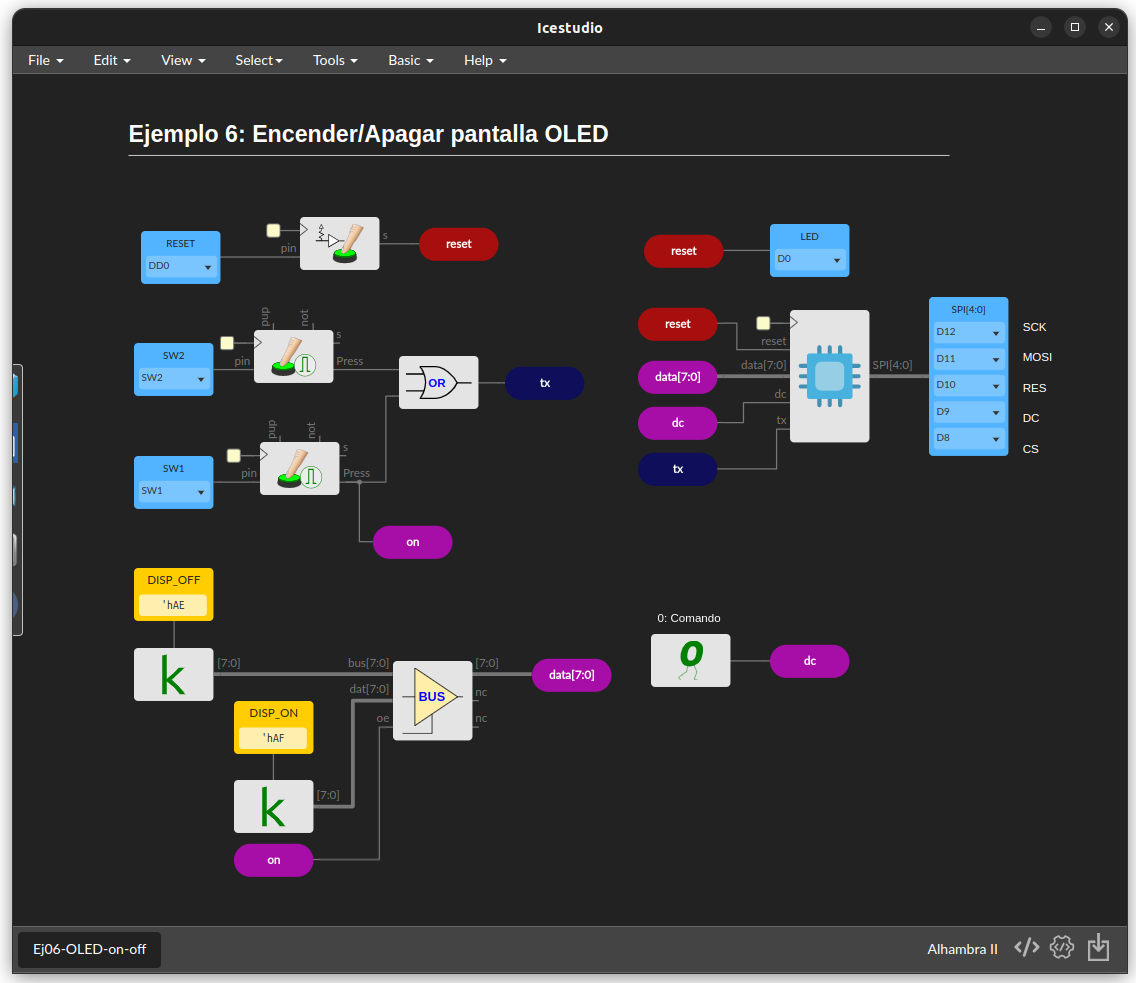 Icestudio
File Edit View Select Tools Basic Help
Ejemplo 6: Encender/Apagar pantalla OLED
RESET
DD0
pin
s
reset
reset
LED
D0
SW2
SW2
pin
pup
not
s
Press
OR
tx
SW1
SW1
pin
pup
not
s
Press
on
reset
data[7:0]
dc
tx
reset
data[7:0]
dc
tx
SPI[4:0]
SPI[4:0]
D12
D11
D10
D9
D8
SCK
MOSI
RES
DC
CS
DISP_OFF
'hAE
k
[7:0]
DISP_ON
'hAF
k
[7:0]
on
bus[7:0]
dat[7:0]
oe
BUS
[7:0]
nc
nc
data[7:0]
0: Comando
0
dc
Ej06-OLED-on-off
Alhambra II